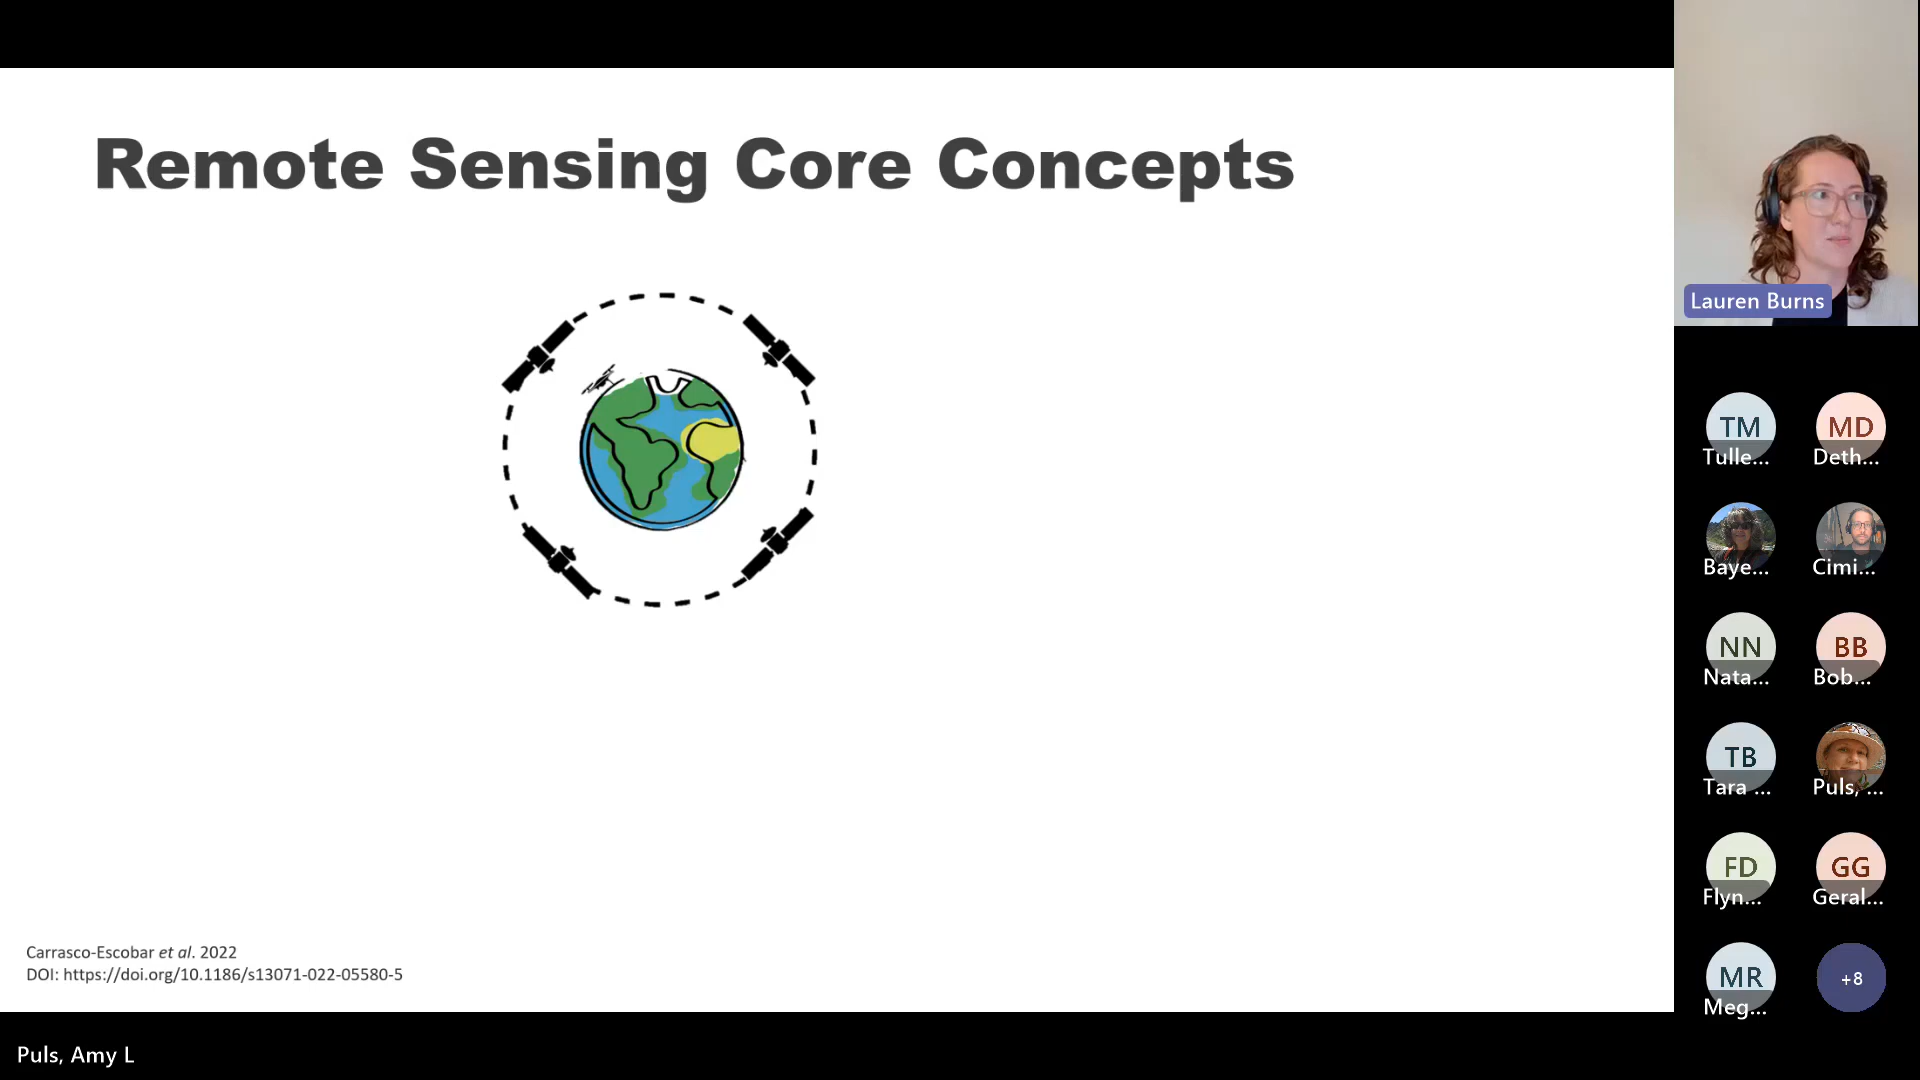 Remote Sensing Core Concepts
Carrasco-Escobar et al. 2022
DOI: https://doi.org/10.1186/s13071-022-05580-5
Puls, Amy L
Lauren Burns
TM
Tulle...
MD
Deth...
Baye...
Cimi...
NN
Nata...
BB
Bob...
TB
Tara ...
Puls, ...
FD
Flyn...
GG
Geral...
MR
Meg...
+8